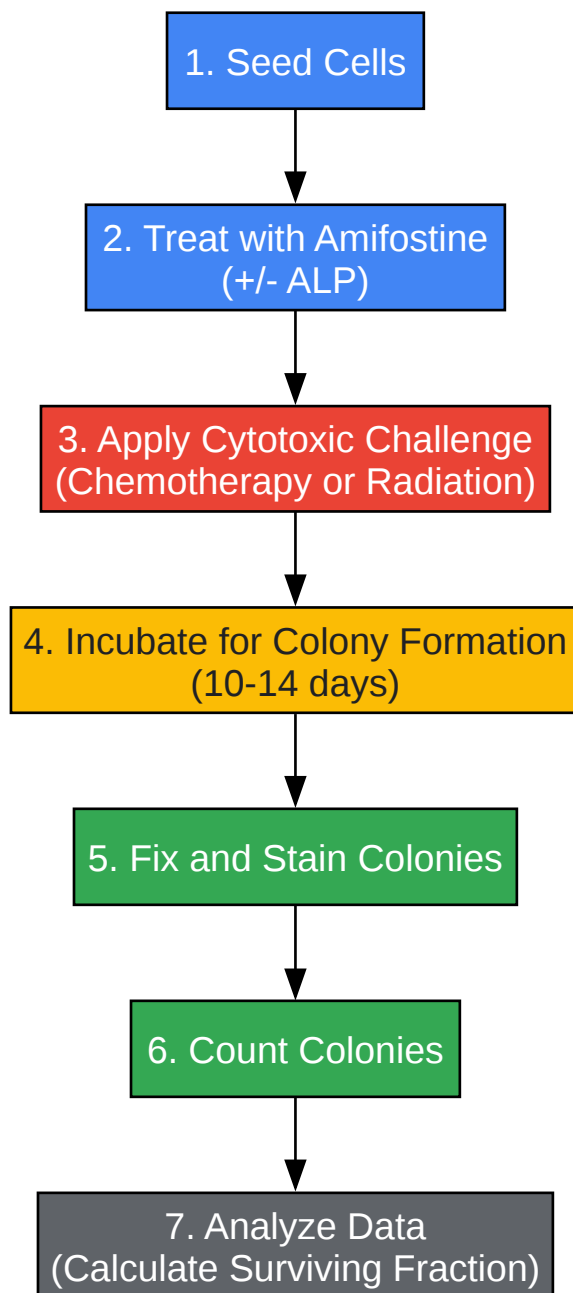 1. Seed Cells
2. Treat with Amifostine
(+/- ALP)
3. Apply Cytotoxic Challenge
(Chemotherapy or Radiation)
4. Incubate for Colony Formation
(10-14 days)
5. Fix and Stain Colonies
6. Count Colonies
7. Analyze Data
(Calculate Surviving Fraction)